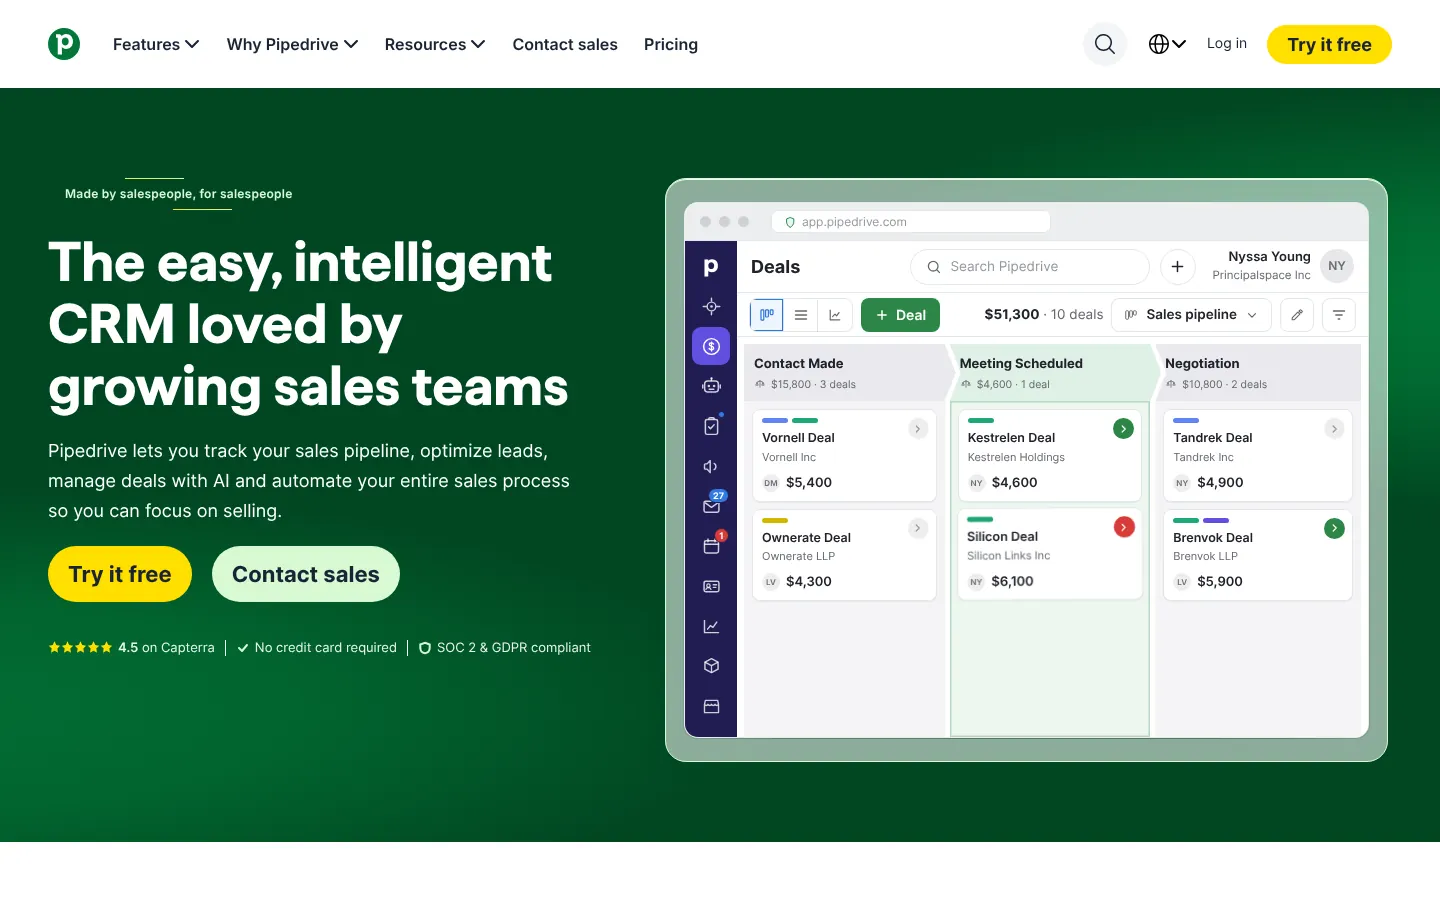 p
Features
Why Pipedrive
Resources
Contact sales
Pricing
Log in
Try it free
Made by salespeople, for salespeople
The easy, intelligent
CRM loved by
growing sales teams
Pipedrive lets you track your sales pipeline, optimize leads,
manage deals with AI and automate your entire sales process
so you can focus on selling.
Try it free
Contact sales
4.5 on Capterra
No credit card required
SOC 2 & GDPR compliant
app.pipedrive.com
p
27
1
Deals
Search Pipedrive
Nyssa Young
Principalspace Inc
NY
+ Deal
$51,300 · 10 deals
Sales pipeline
Contact Made
$15,800 · 3 deals
Vornell Deal
Vornell Inc
DM $5,400
Ownerate Deal
Ownerate LLP
LV $4,300
Meeting Scheduled
$4,600 · 1 deal
Kestrelen Deal
Kestrelen Holdings
NY $4,600
Silicon Deal
Silicon Links Inc
NY $6,100
Negotiation
$10,800 · 2 deals
Tandrek Deal
Tandrek Inc
NY $4,900
Brenvok Deal
Brenvok LLP
LV $5,900